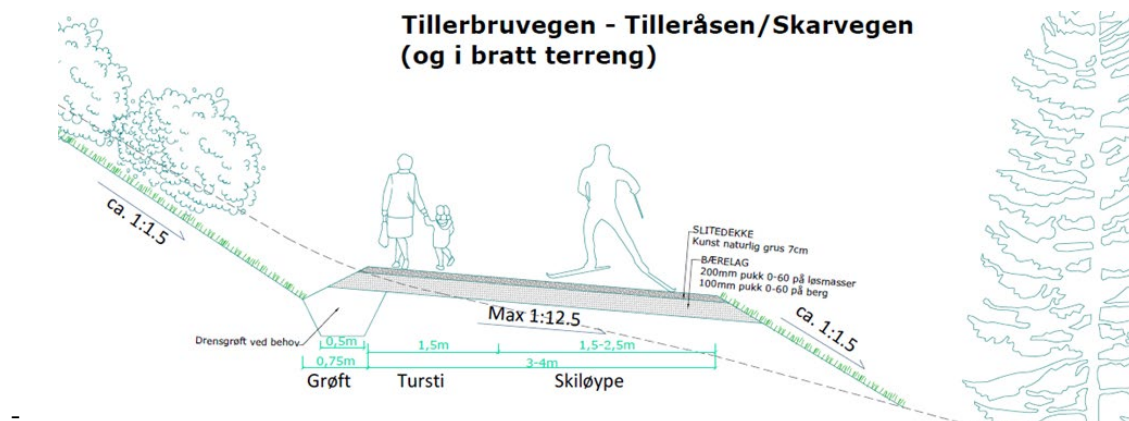 Tillerbruvegen - Tilleråsen/Skarvegen
(og i bratt terreng)
ca. 1:1.5
SLITEDEKKE
Kunst naturlig grus 7cm
BÆRELAG
200mm pukk 0-60 på løsmasser
100mm pukk 0-60 på berg
Max 1:12.5
ca. 1:1.5
Drensgrøft ved behov
0,5m
1,5m
1,5-2,5m
0,75m
3-4m
Grøft
Tursti
Skiløype
-